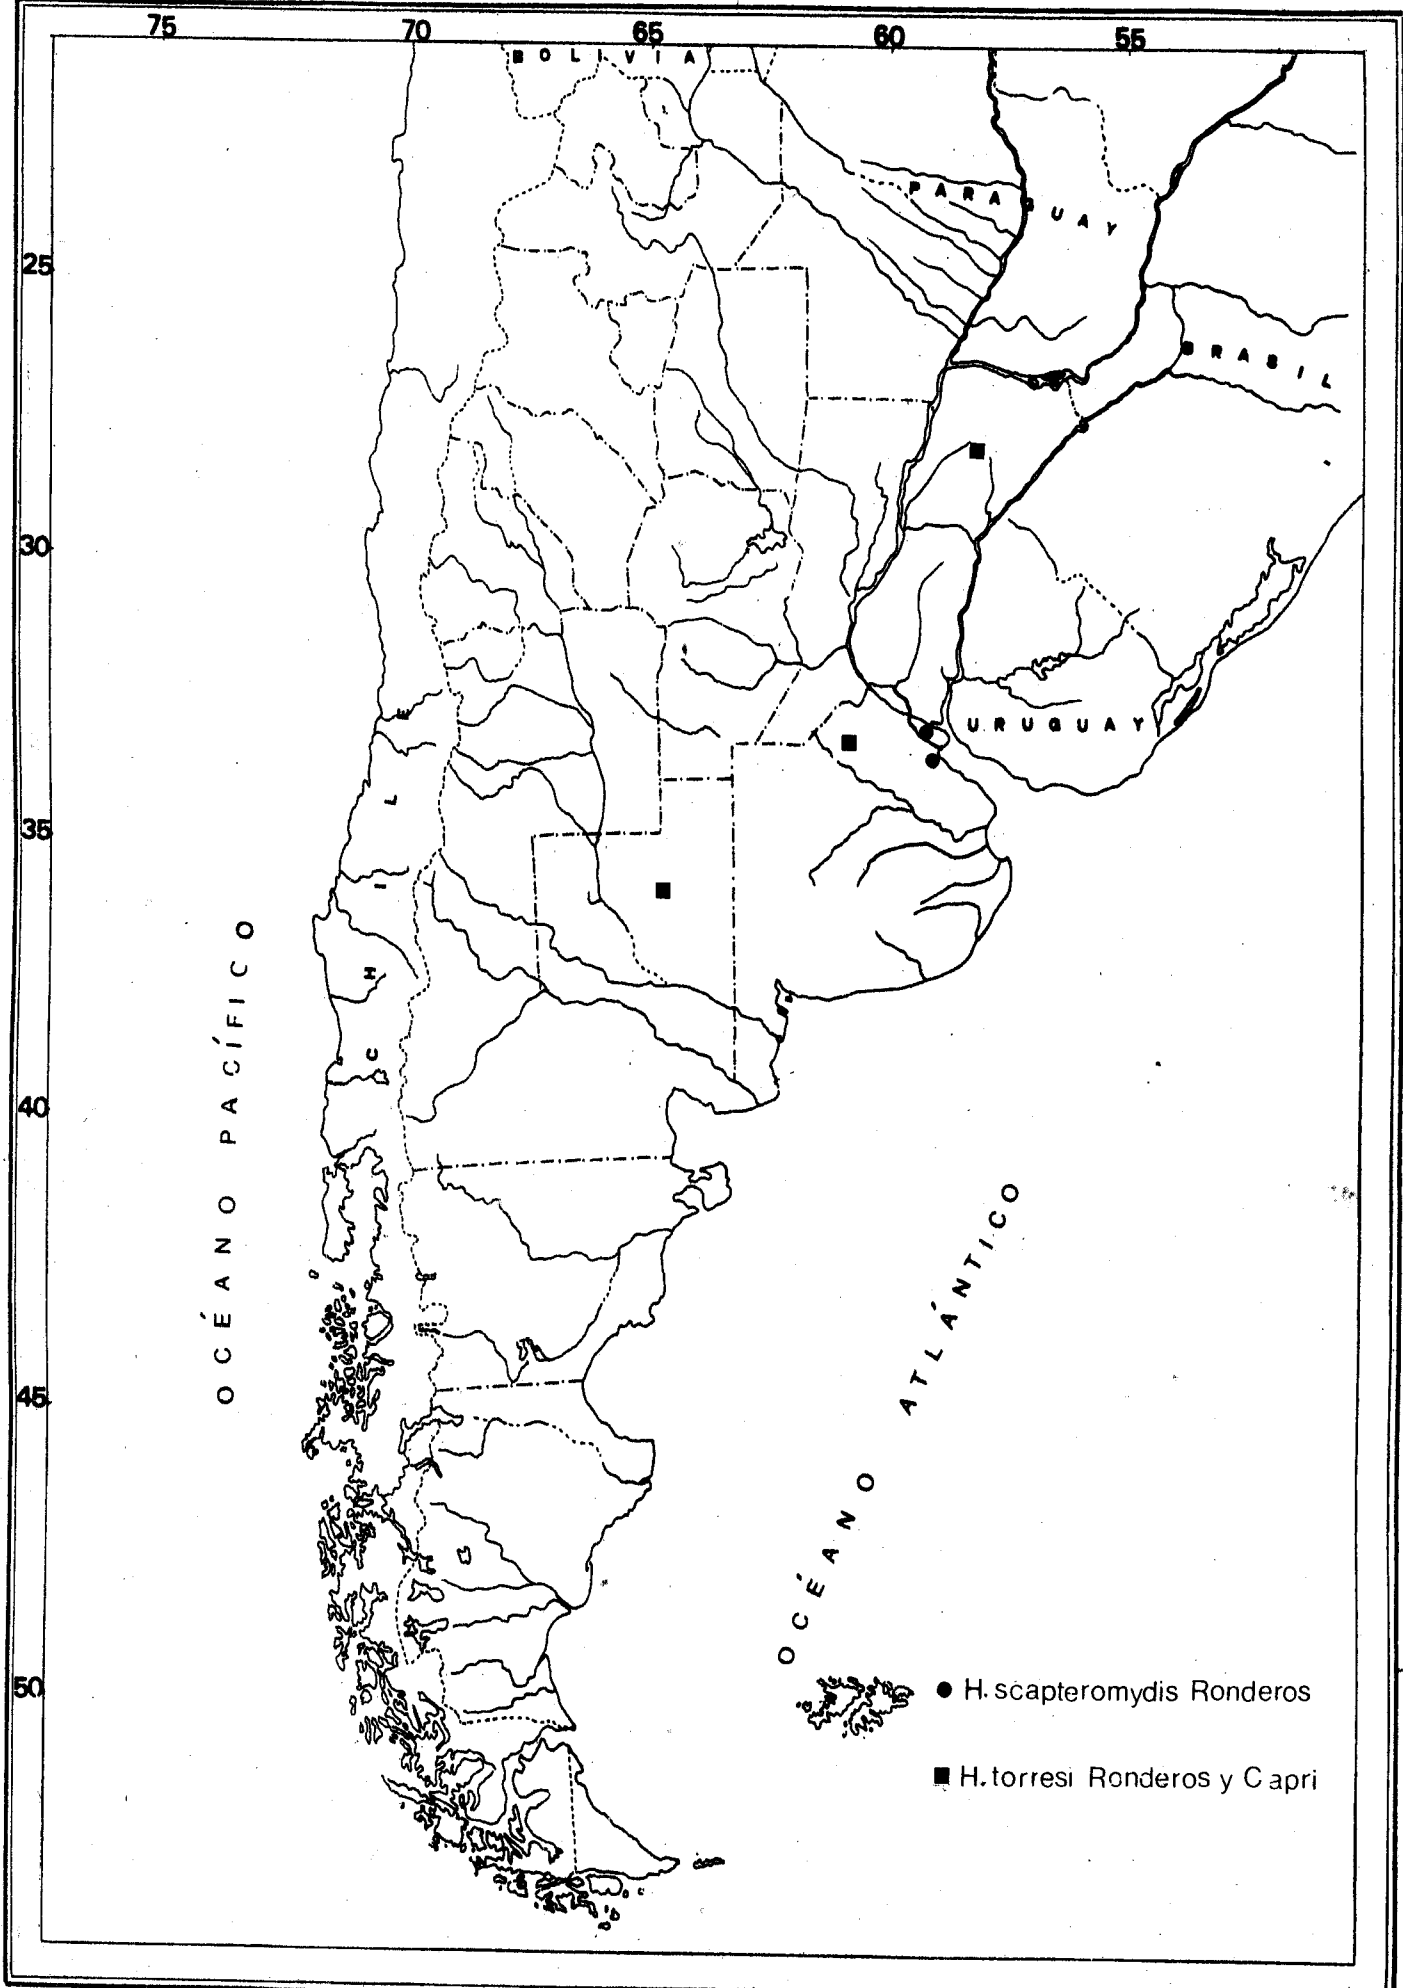 75 70 65 60 55
BOLIVIA
PARAGUAY
25
BRASIL
30
URUGUAY
CHILE
35
OCÉANO PACÍFICO
40
OCÉANO ATLÁNTICO
45
50
● H. scapteromydis Ronderos
■ H. torresi Ronderos y Capri